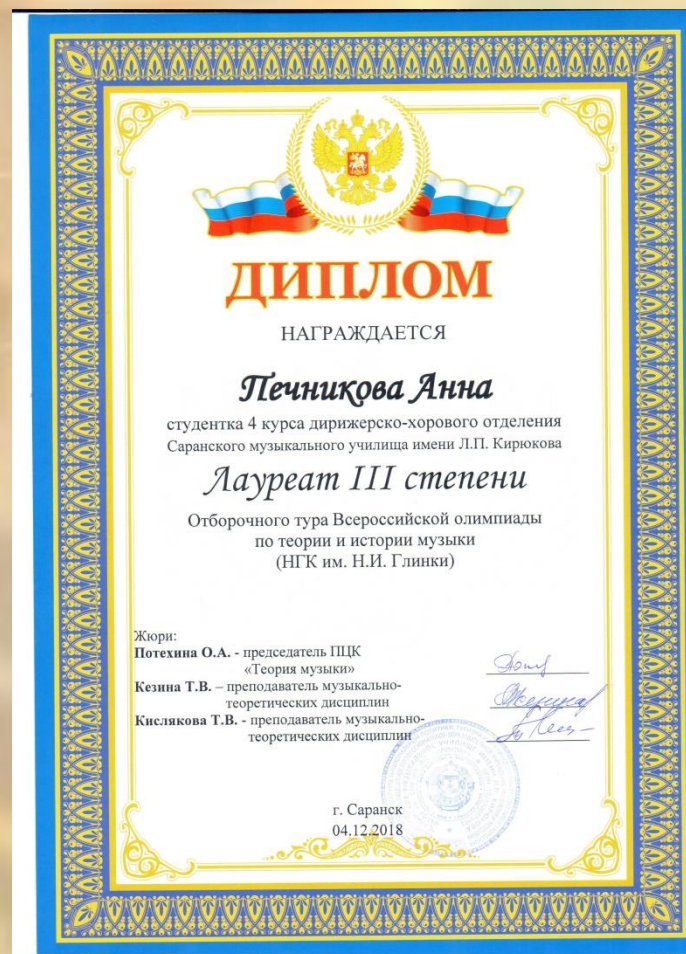 ДИПЛОМ
НАГРАЖДАЕТСЯ
Печникова Анна
студентка 4 курса дирижерско-хорового отделения
Саранского музыкального училища имени Л.П. Кирюкова
Лауреат III степени
Отборочного тура Всероссийской олимпиады
по теории и истории музыки
(НГК им. Н.И. Глинки)
Жюри:
Потехина О.А. - председатель ПЦК
«Теория музыки»
Кезина Т.В. – преподаватель музыкально-
теоретических дисциплин
Кислякова Т.В. - преподаватель музыкально-
теоретических дисциплин
г. Саранск
04.12.2018